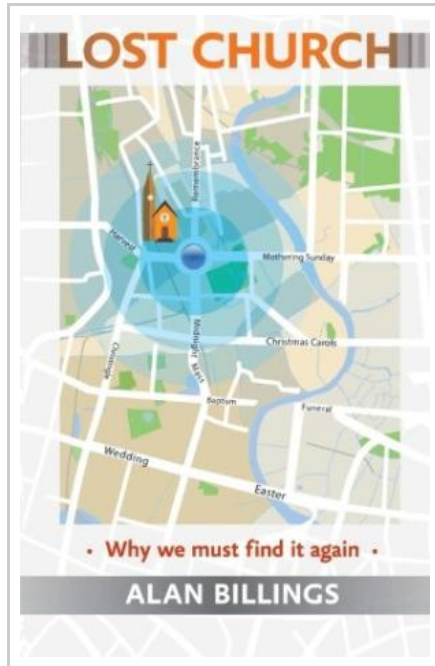 LOST CHURCH
Remembrance
Harvest
Mothering Sunday
Midnight Mass
Christmas Carols
Christingle
Baptism
Funeral
Wedding
Easter
• Why we must find it again •
ALAN BILLINGS